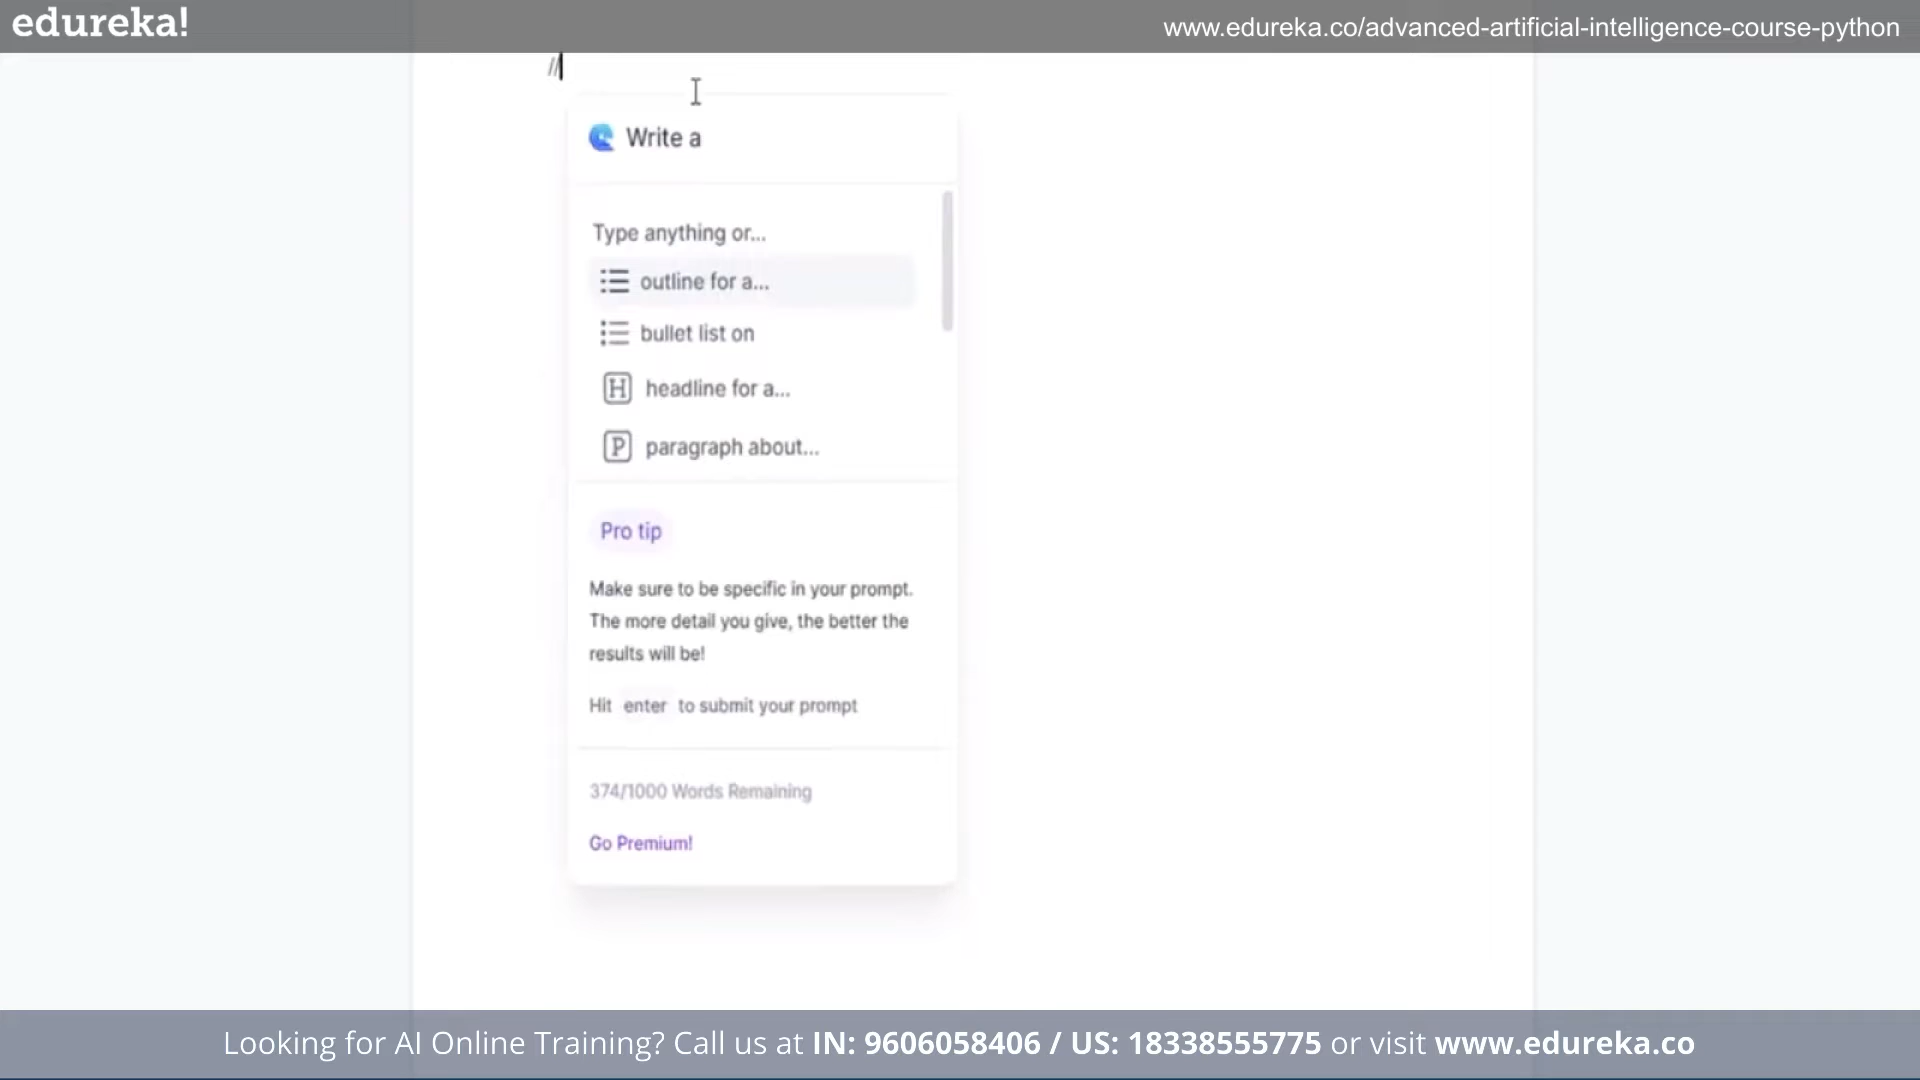 edureka!
www.edureka.co/advanced-artificial-intelligence-course-python
//
Write a
Type anything or...
outline for a...
bullet list on
H headline for a...
P paragraph about...
Pro tip
Make sure to be specific in your prompt.
The more detail you give, the better the
results will be!
Hit enter to submit your prompt
374/1000 Words Remaining
Go Premium!
Looking for AI Online Training? Call us at IN: 9606058406 / US: 18338555775 or visit www.edureka.co